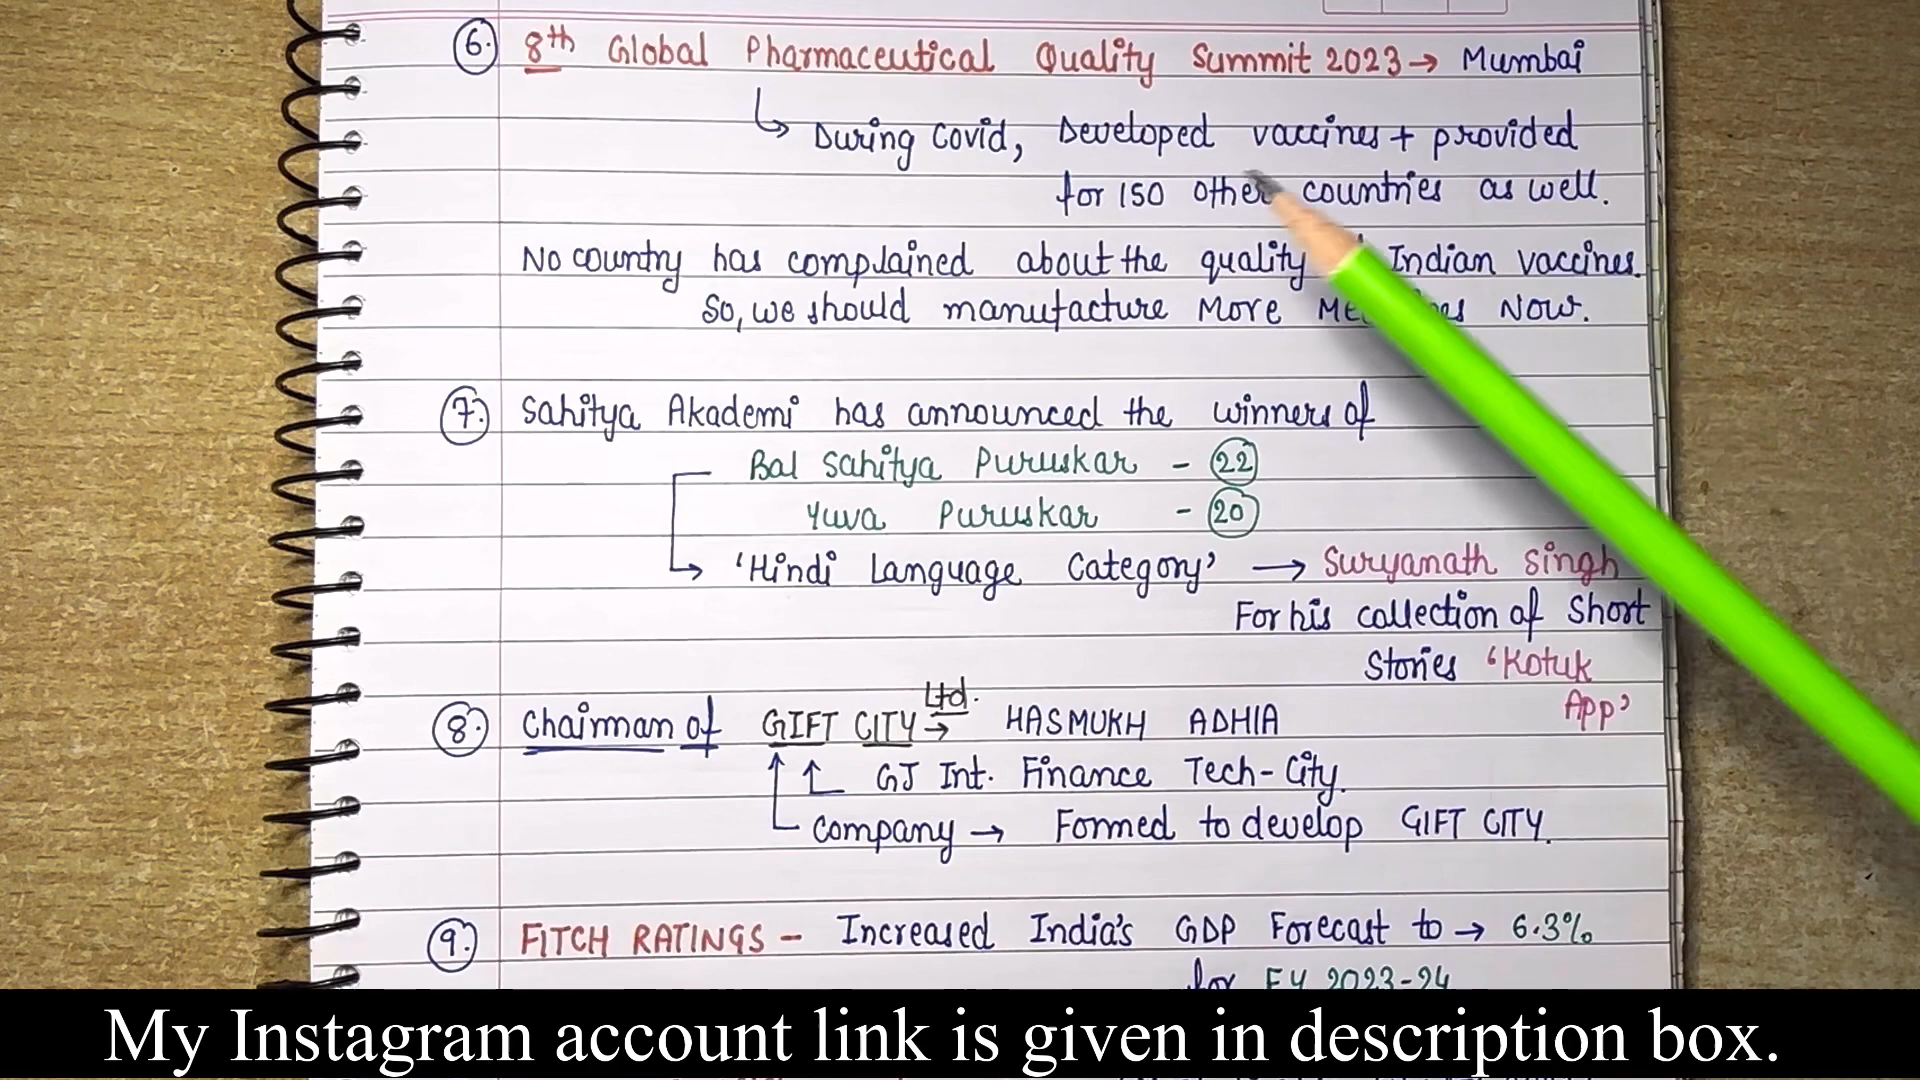 6. 8th Global Pharmaceutical Quality Summit 2023 → Mumbai
During Covid, Developed vaccines + provided
for 150 other countries as well.
No country has complained about the quality Indian vaccines.
So, we should manufacture More Now.
7. Sahitya Akademi has announced the winners of
Bal Sahitya Puruskar - 22
Yuva Puruskar - 20
'Hindi Language Category' → Suryanath Singh
For his collection of Short
Stories 'Kotuk
App'
8. Chairman of GIFT CITY Ltd. → HASMUKH ADHIA
GJ Int. Finance Tech-City.
Company → Formed to develop GIFT CITY.
9. FITCH RATINGS - Increased India's GDP Forecast to → 6.3%
for FY 2023-24
My Instagram account link is given in description box.